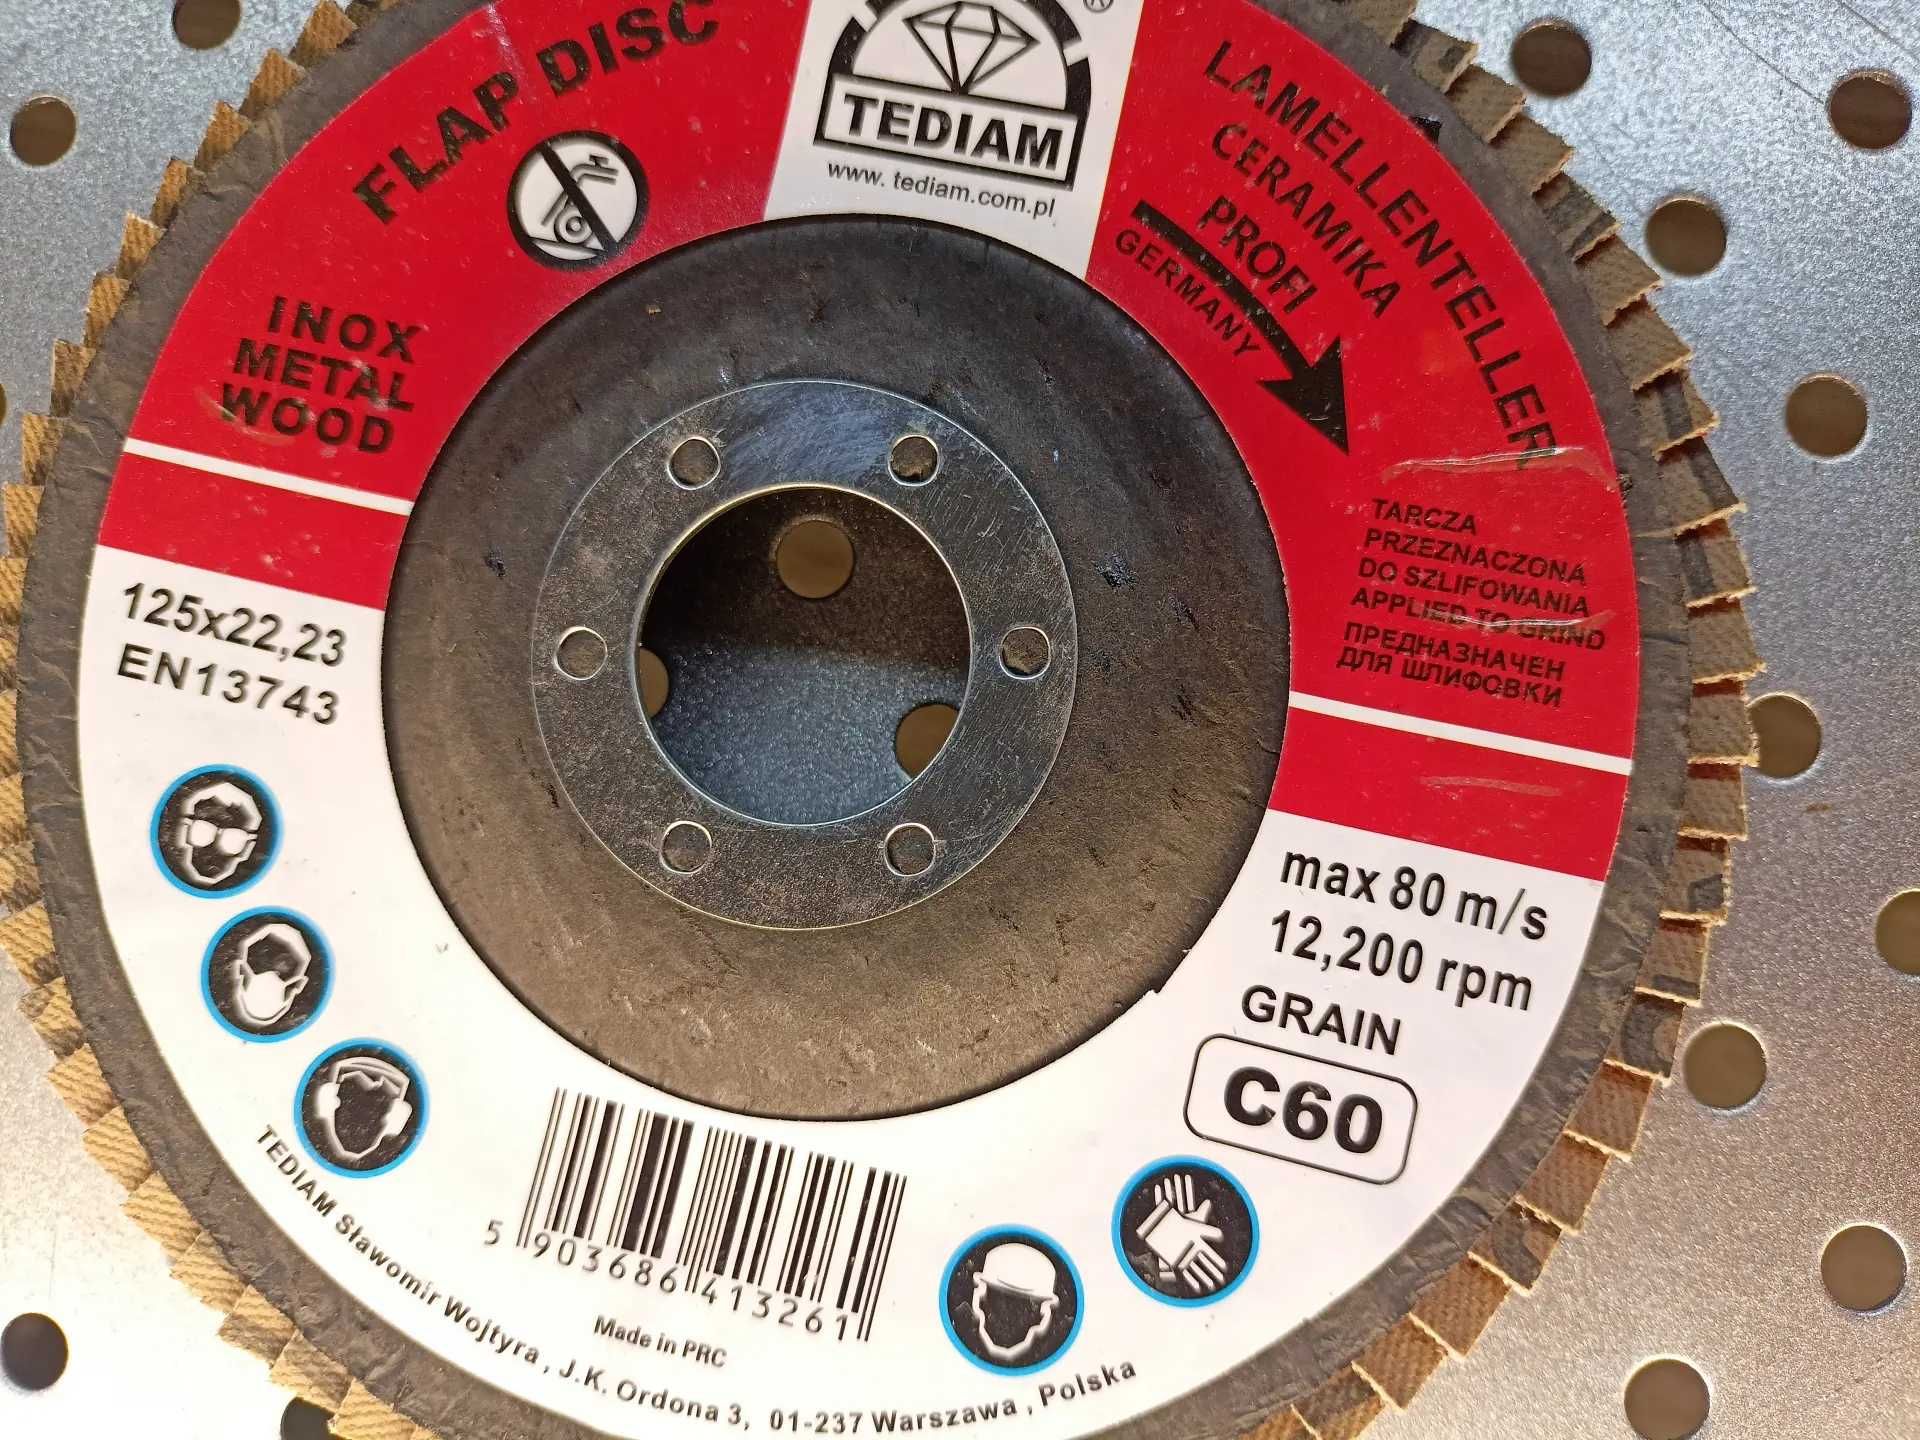 FLAP DISC
®
TEDIAM
www. tediam.com.pl
LAMELLENTELLER
CERAMIKA
PROFI
GERMANY
INOX
METAL
WOOD
TARCZA
PRZEZNACZONA
DO SZLIFOWANIA
APPLIED TO GRIND
ПРЕДНАЗНАЧЕН
ДЛЯ ШЛИФОВКИ
125x22,23
EN13743
max 80 m/s
12,200 rpm
GRAIN
C60
5 903686 413261
Made in PRC
TEDIAM Sławomir Wojtyra, J.K. Ordona 3, 01-237 Warszawa, Polska